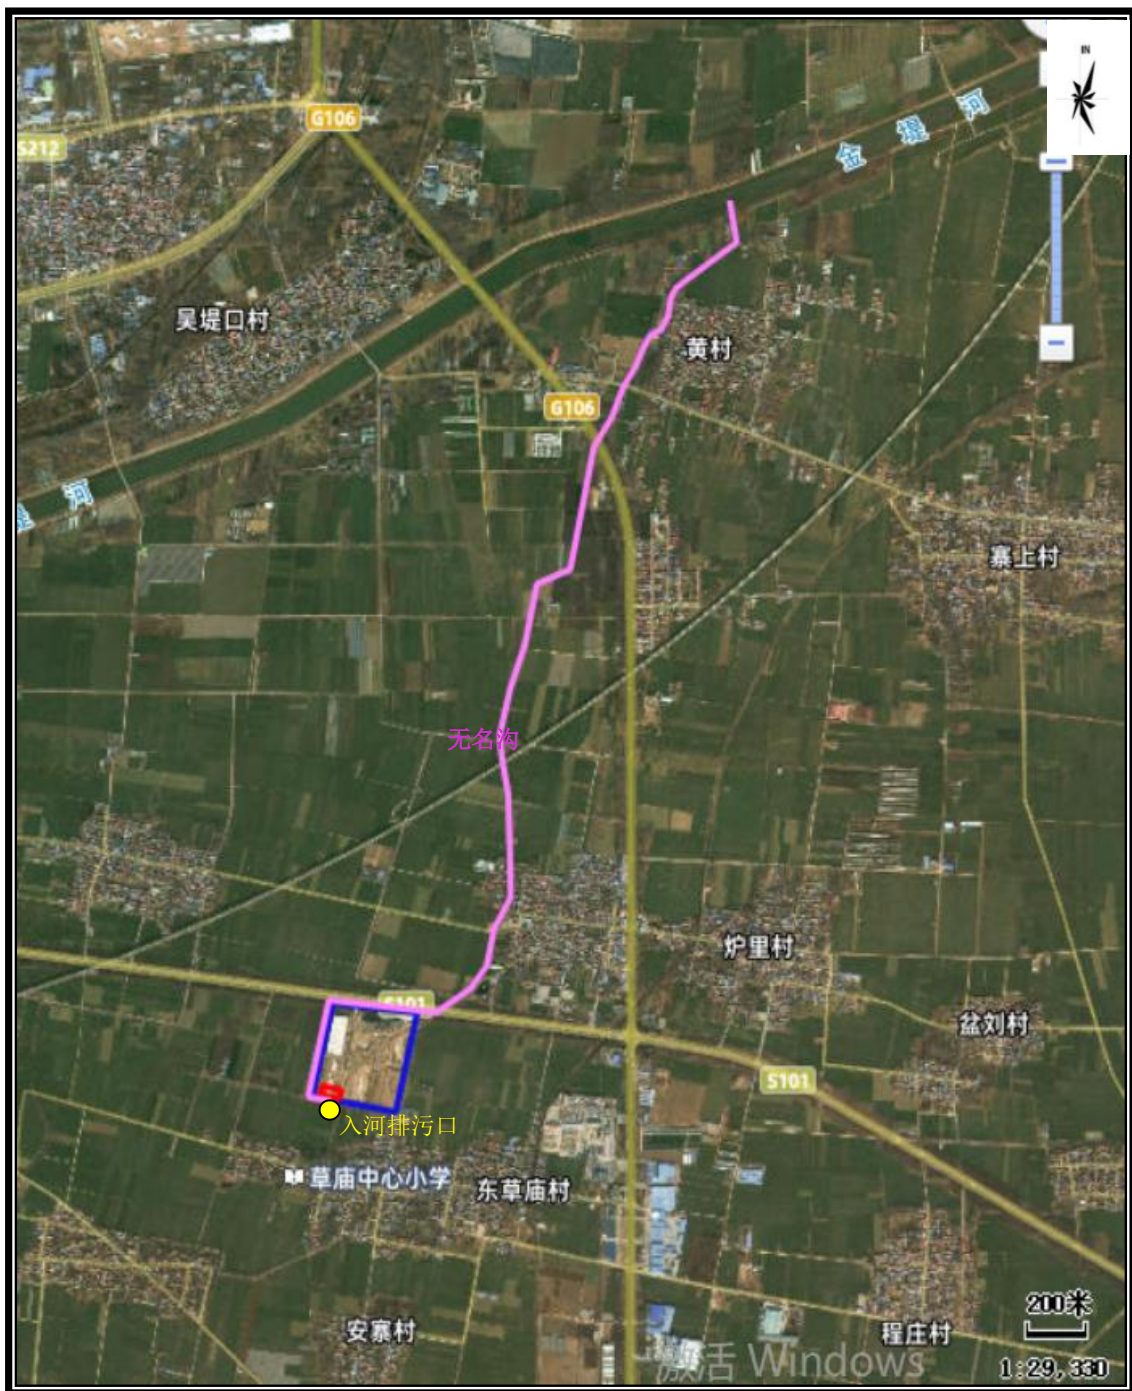 IN
G106
S212
金堤河
吴堤口村
黄村
G106
河
寨上村
无名沟
炉里村
S101
盆刘村
S101
入河排污口
草庙中心小学
东草庙村
200米
安寨村
程庄村
激活 Windows
1:29,330